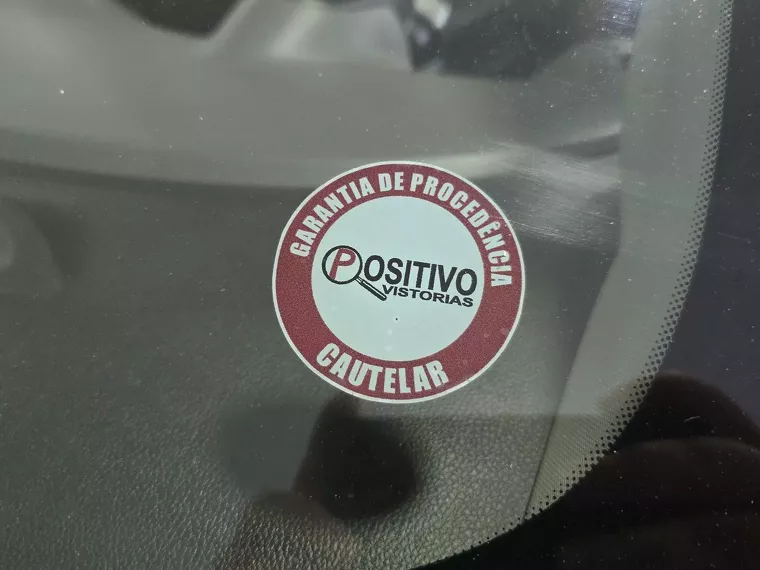 GARANTIA DE PROCEDÊNCIA
POSITIVO
VISTORIAS
CAUTELAR